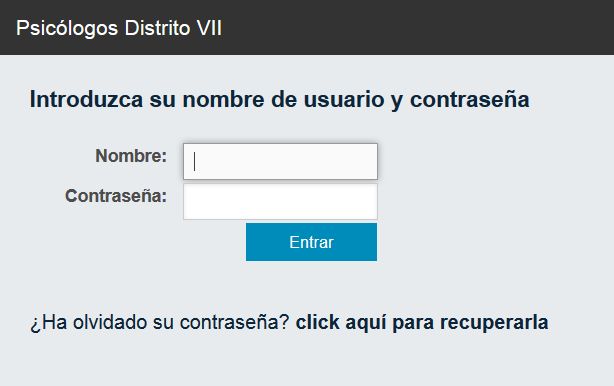 Psicólogos Distrito VII
Introduzca su nombre de usuario y contraseña
Nombre:
Contraseña:
Entrar
¿Ha olvidado su contraseña? click aquí para recuperarla